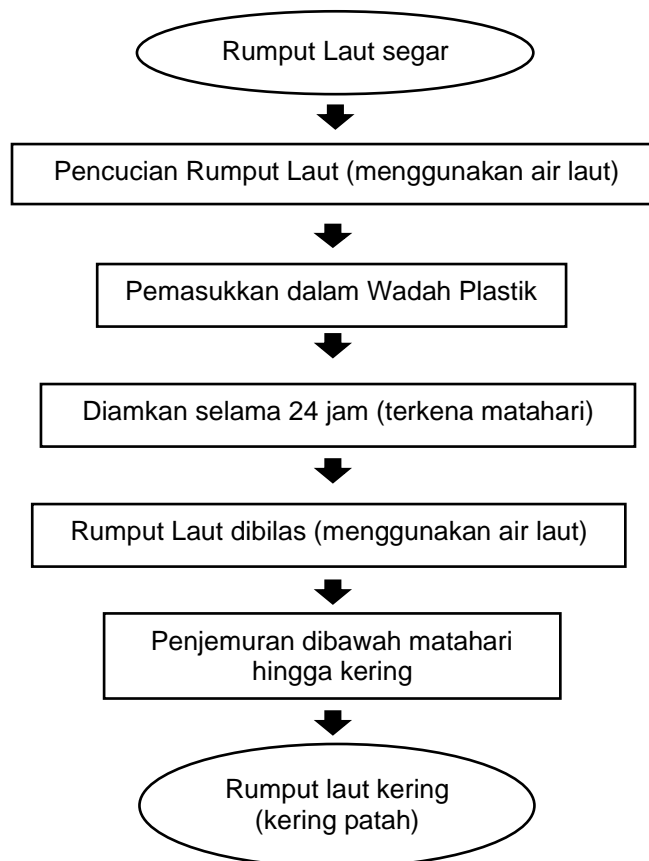 Rumput Laut segar
Pencucian Rumput Laut (menggunakan air laut)
Pemasukkan dalam Wadah Plastik
Diamkan selama 24 jam (terkena matahari)
Rumput Laut dibilas (menggunakan air laut)
Penjemuran dibawah matahari
hingga kering
Rumput laut kering
(kering patah)